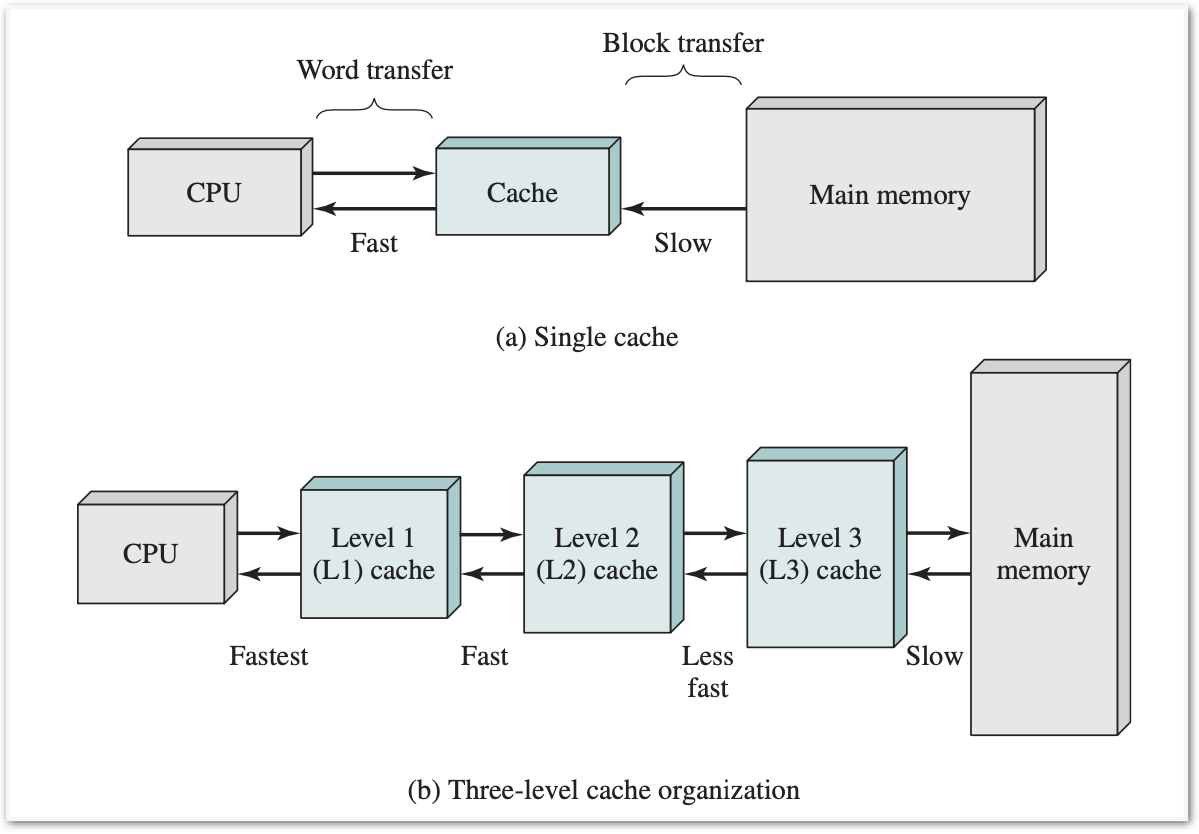 Block transfer
Word transfer
CPU
Cache
Main memory
Fast
Slow
(a) Single cache
CPU
Level 1
(L1) cache
Level 2
(L2) cache
Level 3
(L3) cache
Main
memory
Fastest
Fast
Less
fast
Slow
(b) Three-level cache organization